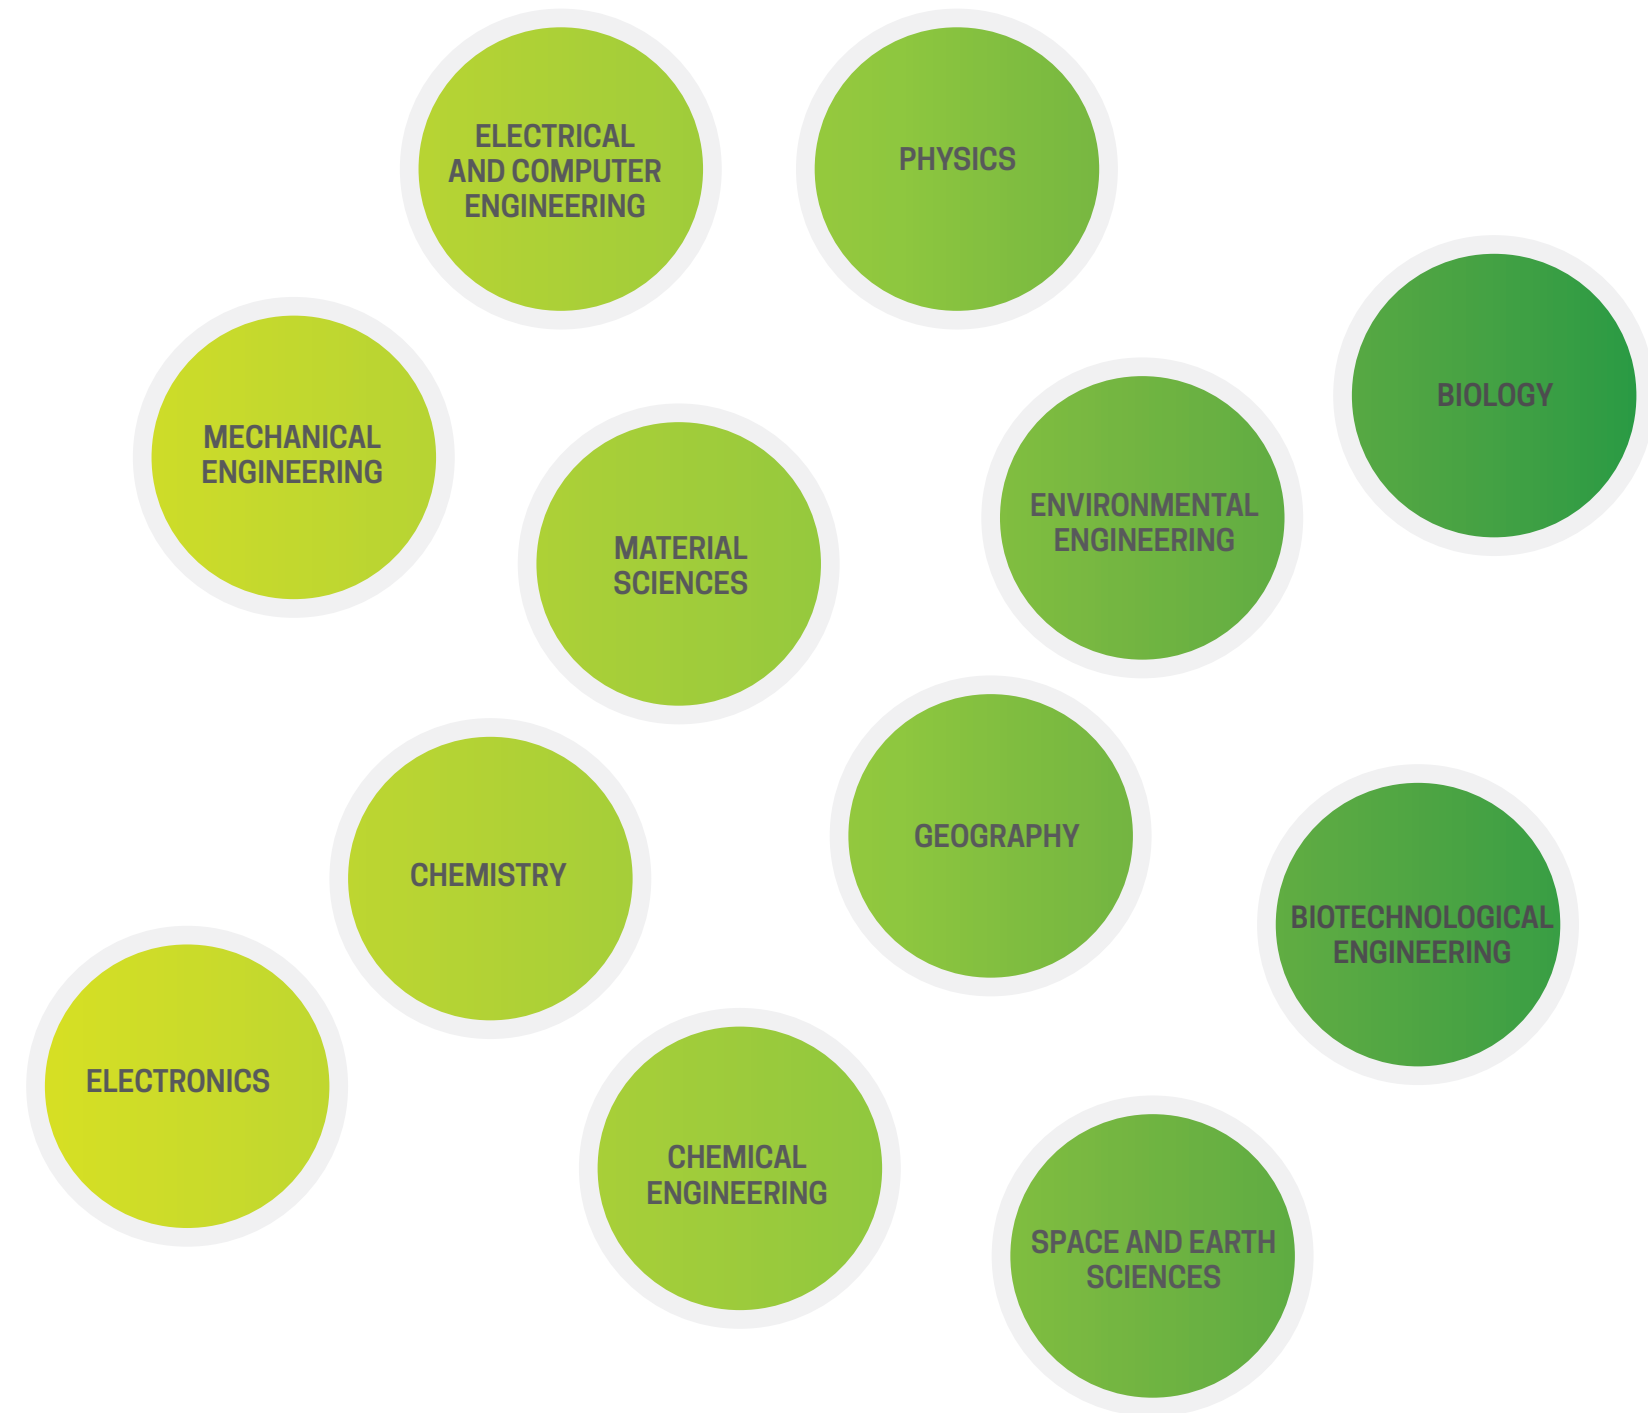 ELECTRICAL
AND COMPUTER
ENGINEERING
PHYSICS
BIOLOGY
MECHANICAL
ENGINEERING
ENVIRONMENTAL
ENGINEERING
MATERIAL
SCIENCES
GEOGRAPHY
CHEMISTRY
BIOTECHNOLOGICAL
ENGINEERING
ELECTRONICS
CHEMICAL
ENGINEERING
SPACE AND EARTH
SCIENCES